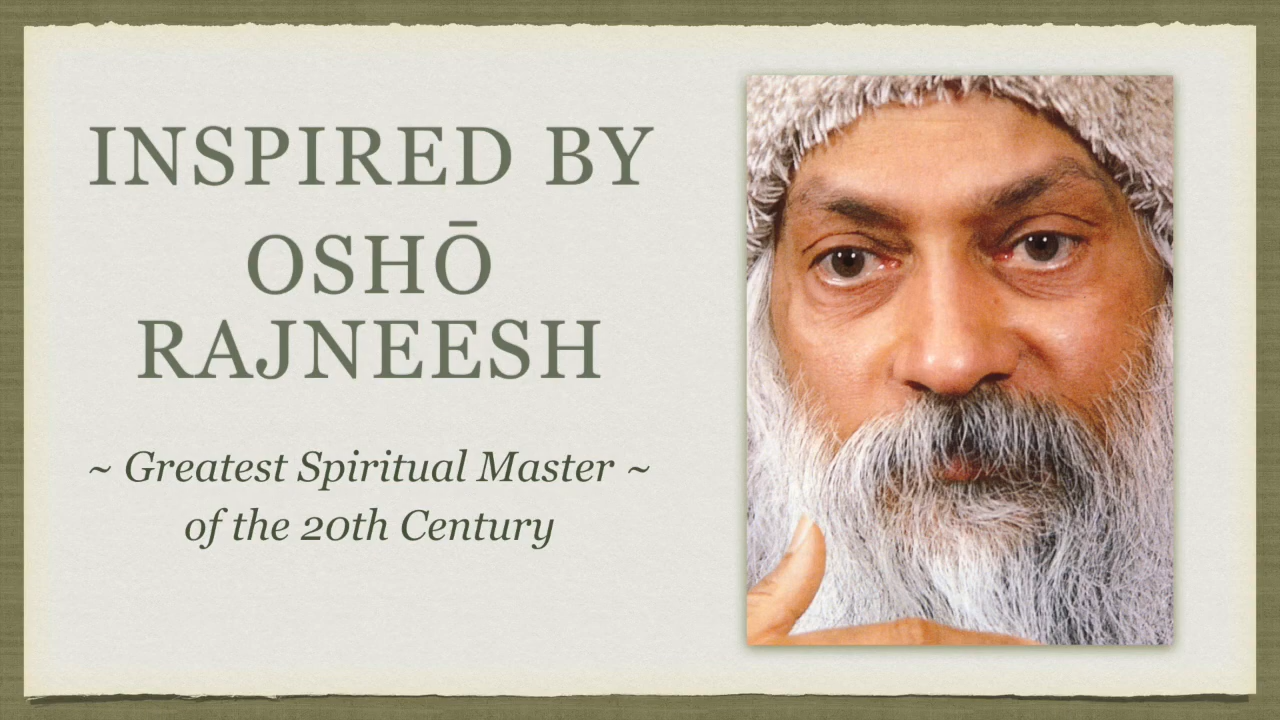 INSPIRED BY
OSHŌ
RAJNEESH
~ Greatest Spiritual Master ~
of the 20th Century